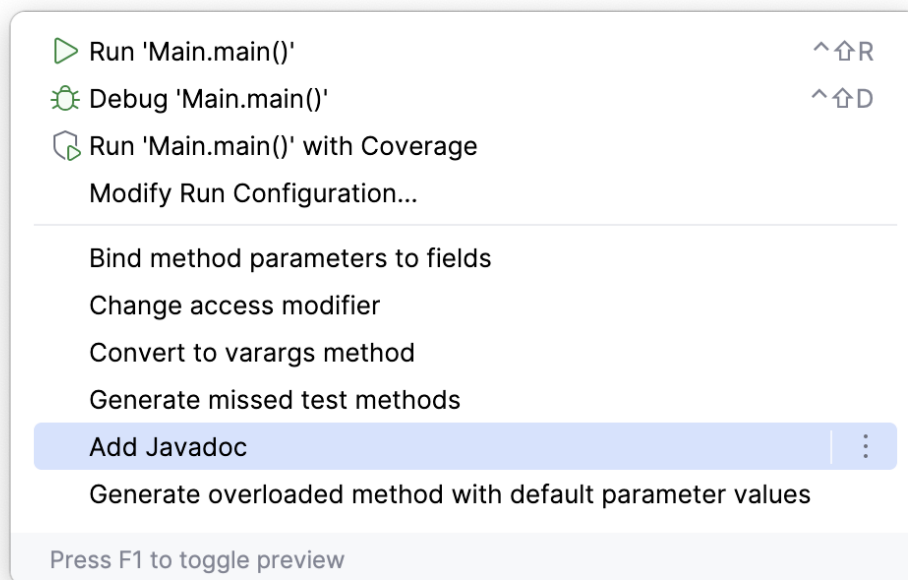 Run 'Main.main()' ⌃⇧R
Debug 'Main.main()' ⌃⇧D
Run 'Main.main()' with Coverage
Modify Run Configuration...
Bind method parameters to fields
Change access modifier
Convert to varargs method
Generate missed test methods
Add Javadoc
Generate overloaded method with default parameter values
Press F1 to toggle preview